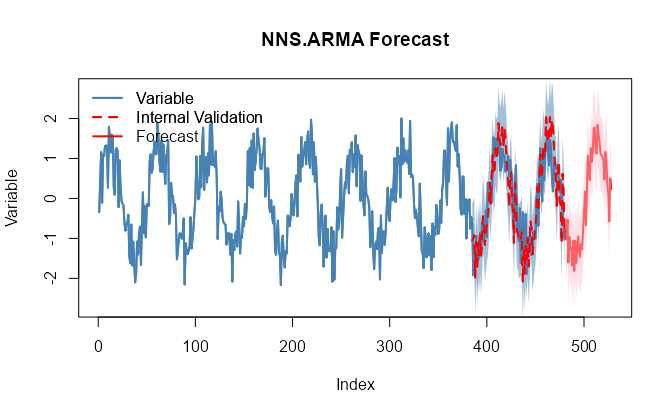 NNS.ARMA Forecast
Variable
Internal Validation
Forecast
Variable
2
1
0
-1
-2
0 100 200 300 400 500
Index